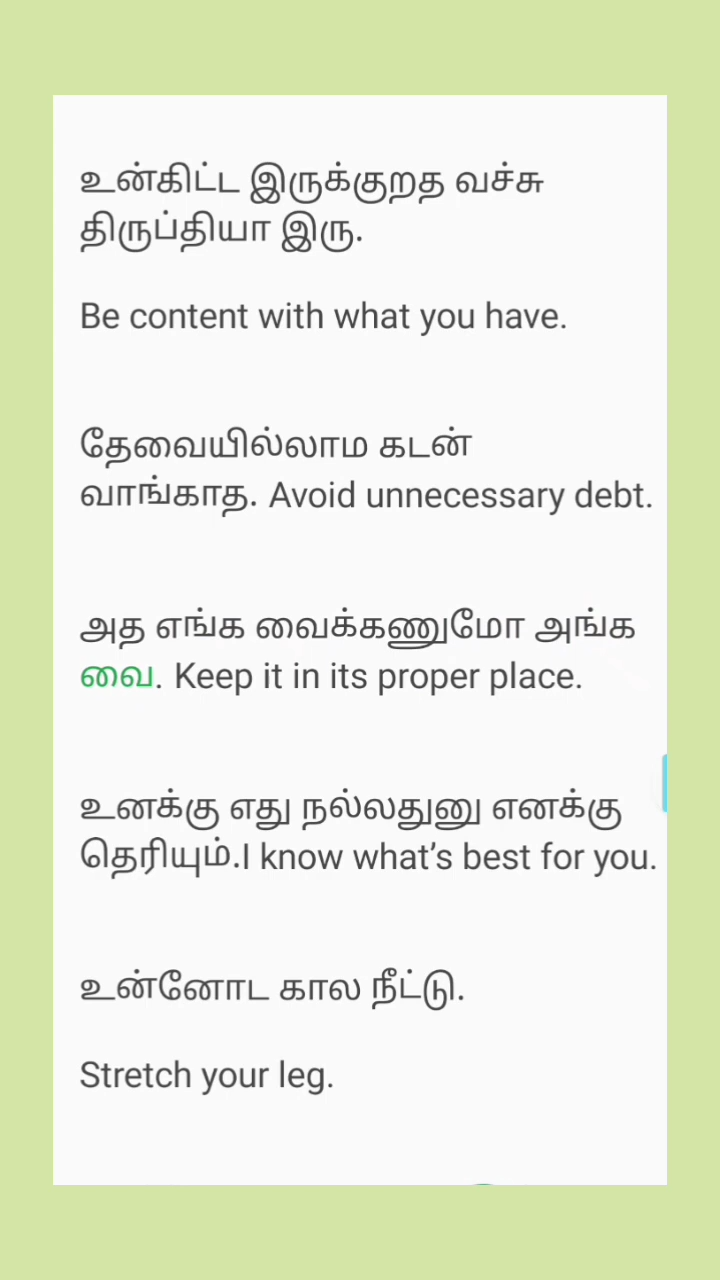 உன்கிட்ட இருக்குறத வச்சு
திருப்தியா இரு.
Be content with what you have.
தேவையில்லாம கடன்
வாங்காத. Avoid unnecessary debt.
அத எங்க வைக்கணுமோ அங்க
வை. Keep it in its proper place.
உனக்கு எது நல்லதுனு எனக்கு
தெரியும்.I know what’s best for you.
உன்னோட கால நீட்டு.
Stretch your leg.